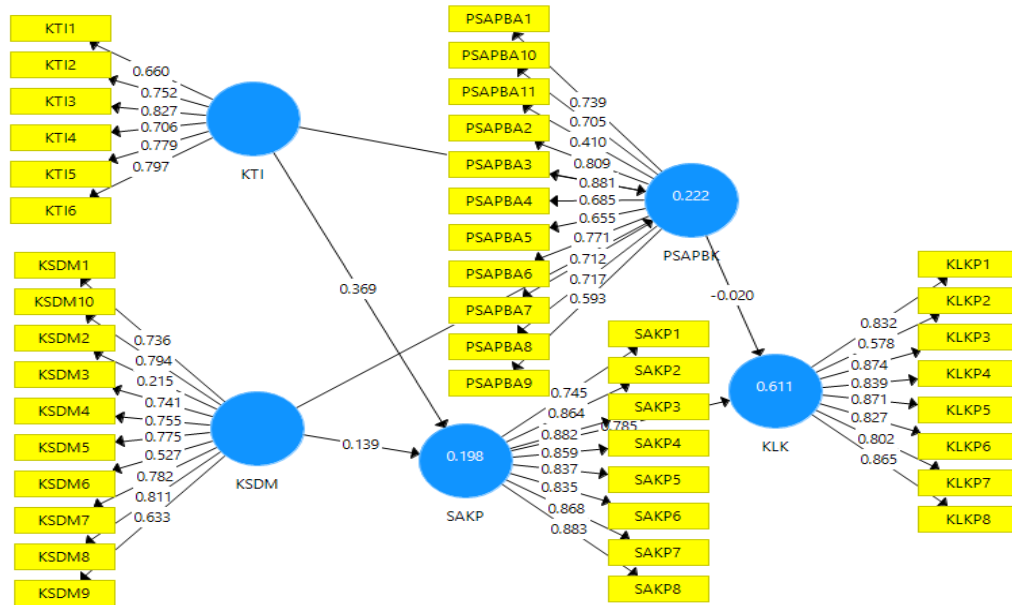 KTI1
KTI2
KTI3
KTI4
KTI5
KTI6
0.660
0.752
0.827
0.706
0.779
0.797
KTI
KSDM1
KSDM10
KSDM2
KSDM3
KSDM4
KSDM5
KSDM6
KSDM7
KSDM8
KSDM9
0.736
0.794
0.215
0.741
0.755
0.775
0.527
0.782
0.811
0.633
KSDM
0.369
0.139
PSAPBA1
PSAPBA10
PSAPBA11
PSAPBA2
PSAPBA3
PSAPBA4
PSAPBA5
PSAPBA6
PSAPBA7
PSAPBA8
PSAPBA9
0.739
0.705
0.410
0.809
0.881
0.685
0.655
0.771
0.712
0.717
0.593
0.222
PSAPBK
-0.020
0.198
SAKP
0.745
0.864
0.882
0.785
0.859
0.837
0.835
0.868
0.883
SAKP1
SAKP2
SAKP3
SAKP4
SAKP5
SAKP6
SAKP7
SAKP8
0.611
KLK
0.832
0.578
0.874
0.839
0.871
0.827
0.802
0.865
KLKP1
KLKP2
KLKP3
KLKP4
KLKP5
KLKP6
KLKP7
KLKP8